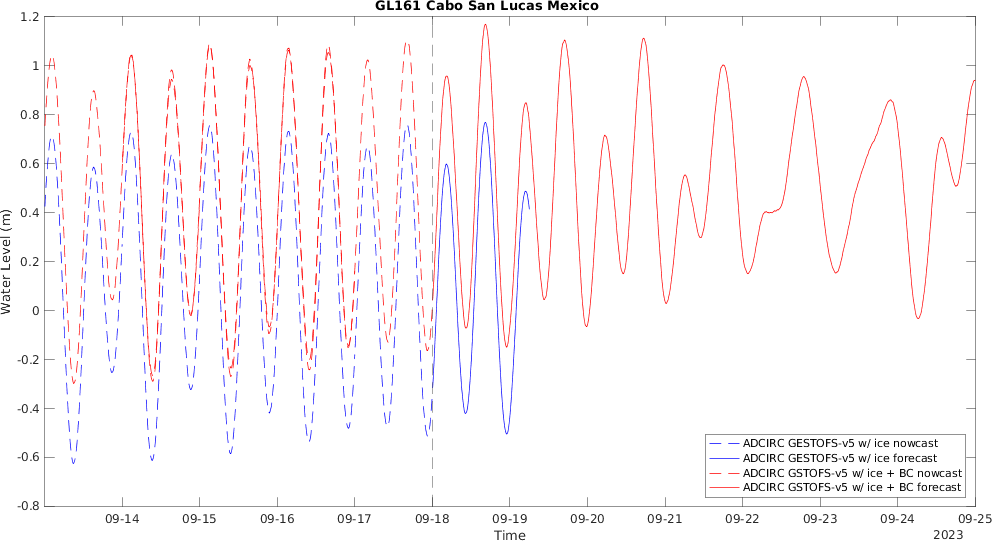 GL161 Cabo San Lucas Mexico
1.2
1
0.8
0.6
0.4
0.2
0
-0.2
-0.4
-0.6
-0.8
Water Level (m)
ADCIRC GESTOFS-v5 w/ ice nowcast
ADCIRC GESTOFS-v5 w/ ice forecast
ADCIRC GSTOFS-v5 w/ ice + BC nowcast
ADCIRC GSTOFS-v5 w/ ice + BC forecast
09-14 09-15 09-16 09-17 09-18 09-19 09-20 09-21 09-22 09-23 09-24 09-25
Time
2023